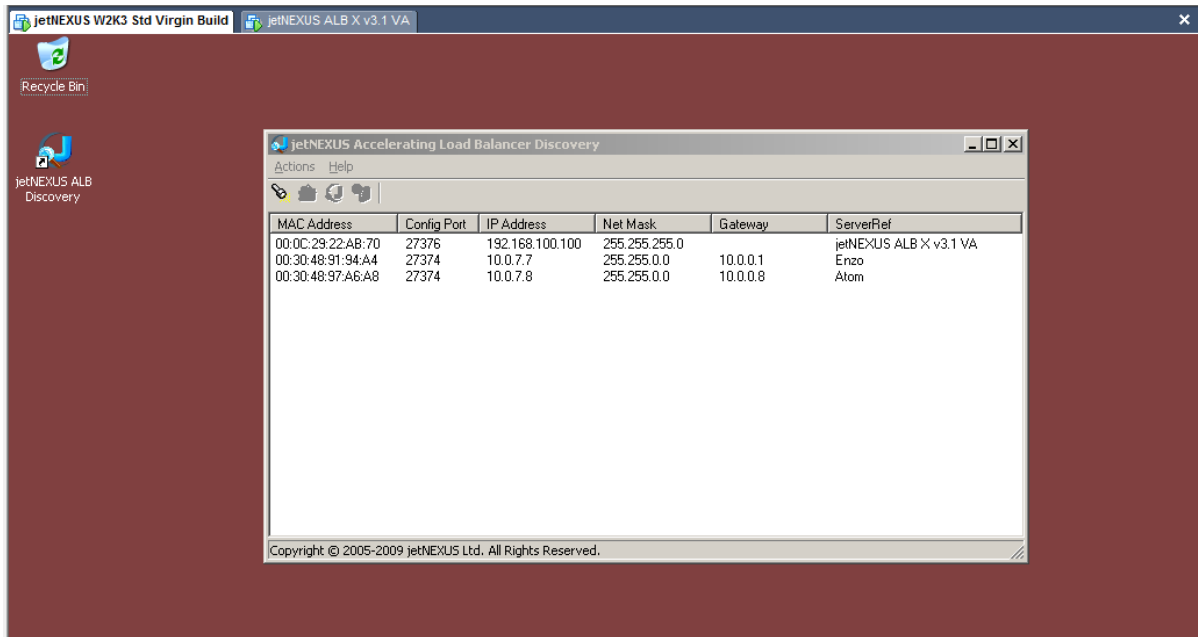 jetNEXUS W2K3 Std Virgin Build jetNEXUS ALB X v3.1 VA
Recycle Bin
jetNEXUS ALB
Discovery
jetNEXUS Accelerating Load Balancer Discovery
Actions Help
MAC Address Config Port IP Address Net Mask Gateway ServerRef
00:0C:29:22:AB:70 27376 192.168.100.100 255.255.255.0 jetNEXUS ALB X v3.1 VA
00:30:48:91:94:A4 27374 10.0.7.7 255.255.0.0 10.0.0.1 Enzo
00:30:48:97:A6:A8 27374 10.0.7.8 255.255.0.0 10.0.0.8 Atom
Copyright © 2005-2009 jetNEXUS Ltd. All Rights Reserved.